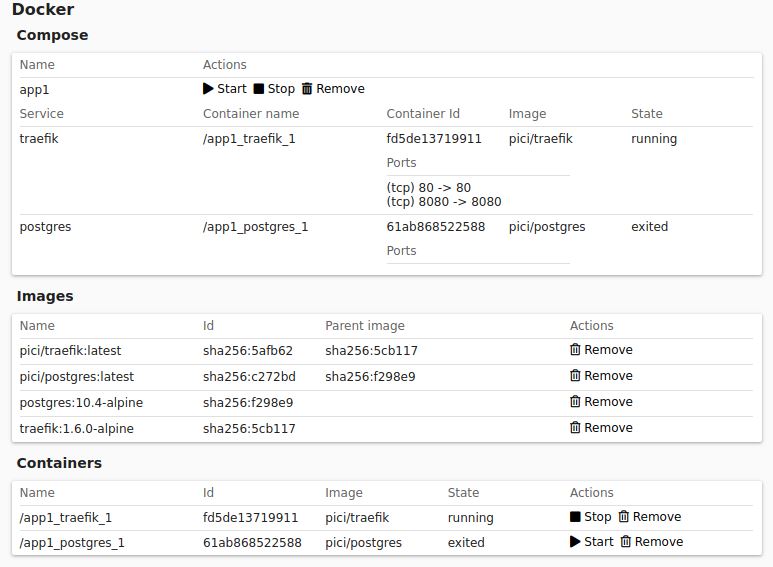 Docker
Compose
Name Actions
app1 Start Stop Remove
Service Container name Container Id Image State
traefik /app1_traefik_1 fd5de13719911 pici/traefik running
Ports
(tcp) 80 -> 80
(tcp) 8080 -> 8080
postgres /app1_postgres_1 61ab868522588 pici/postgres exited
Ports
Images
Name Id Parent image Actions
pici/traefik:latest sha256:5afb62 sha256:5cb117 Remove
pici/postgres:latest sha256:c272bd sha256:f298e9 Remove
postgres:10.4-alpine sha256:f298e9 Remove
traefik:1.6.0-alpine sha256:5cb117 Remove
Containers
Name Id Image State Actions
/app1_traefik_1 fd5de13719911 pici/traefik running Stop Remove
/app1_postgres_1 61ab868522588 pici/postgres exited Start Remove